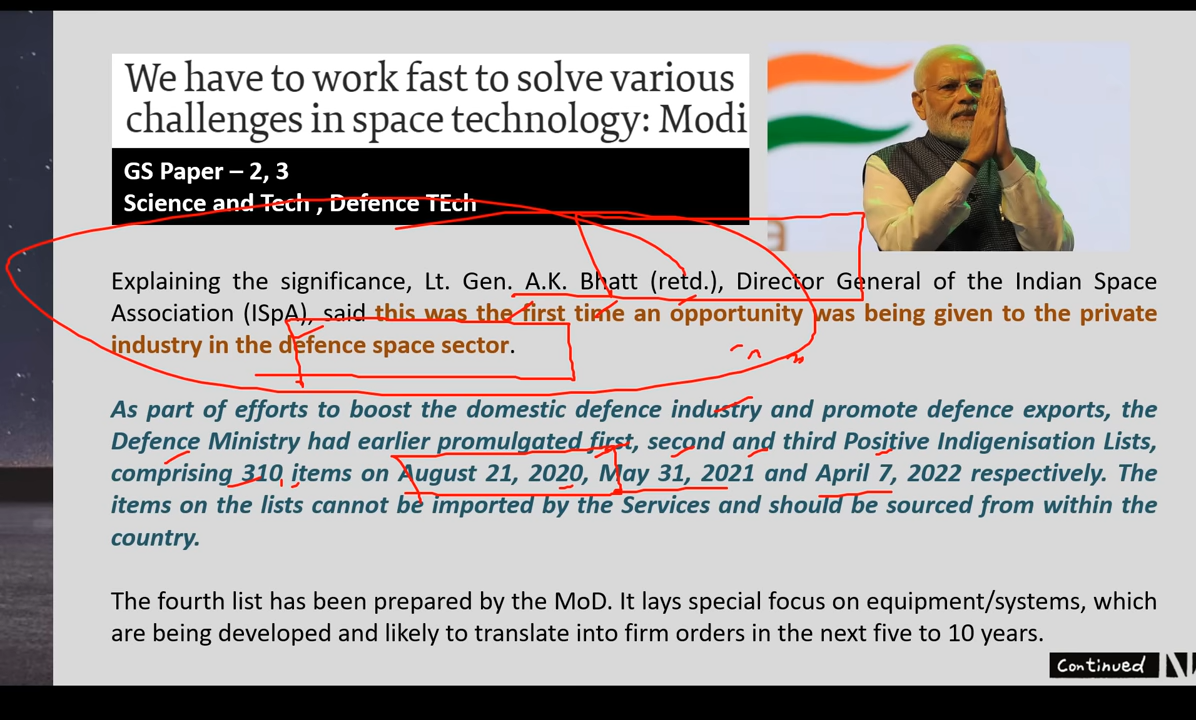 We have to work fast to solve various
challenges in space technology: Modi
GS Paper – 2, 3
Science and Tech , Defence TEch
Explaining the significance, Lt. Gen. A.K. Bhatt (retd.), Director General of the Indian Space
Association (ISpA), said this was the first time an opportunity was being given to the private
industry in the defence space sector.
As part of efforts to boost the domestic defence industry and promote defence exports, the
Defence Ministry had earlier promulgated first, second and third Positive Indigenisation Lists,
comprising 310 items on August 21, 2020, May 31, 2021 and April 7, 2022 respectively. The
items on the lists cannot be imported by the Services and should be sourced from within the
country.
The fourth list has been prepared by the MoD. It lays special focus on equipment/systems, which
are being developed and likely to translate into firm orders in the next five to 10 years.
Continued